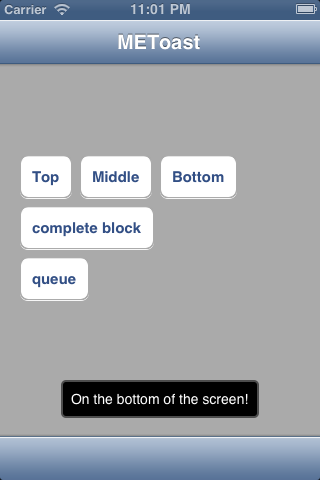 Carrier 11:01 PM
METoast
Top Middle Bottom
complete block
queue
On the bottom of the screen!